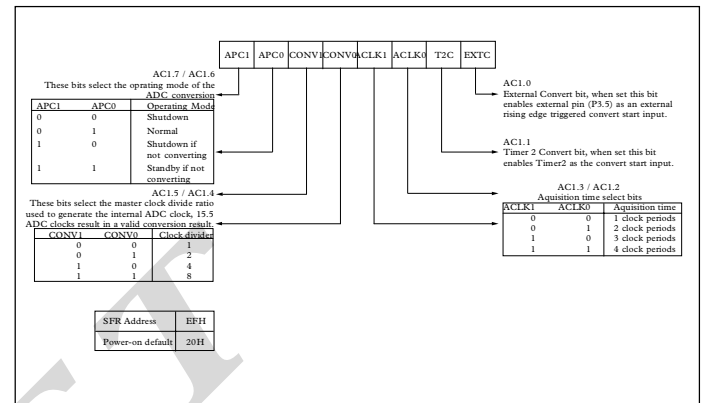 APC1 APC0 CONV1 CONV0 ACLK1 ACLK0 T2C EXTC
AC1.7 / AC1.6
These bits select the oprating mode of the
ADC conversion
APC1 APC0 Operating Mode
0 0 Shutdown
0 1 Normal
1 0 Shutdown if
not converting
1 1 Standby if not
converting
AC1.5 / AC1.4
These bits select the master clock divide ratio
used to generate the internal ADC clock, 15.5
ADC clocks result in a valid conversion result.
CONV1 CONV0 Clock divider
0 0 1
0 1 2
1 0 4
1 1 8
SFR Address EFH
Power-on default 20H
AC1.0
External Convert bit, when set this bit
enables external pin (P3.5) as an external
rising edge triggered convert start input.
AC1.1
Timer 2 Convert bit, when set this bit
enables Timer2 as the convert start input.
AC1.3 / AC1.2
Aquisition time select bits
ACLK1 ACLK0 Aquisition time
0 0 1 clock periods
0 1 2 clock periods
1 0 3 clock periods
1 1 4 clock periods